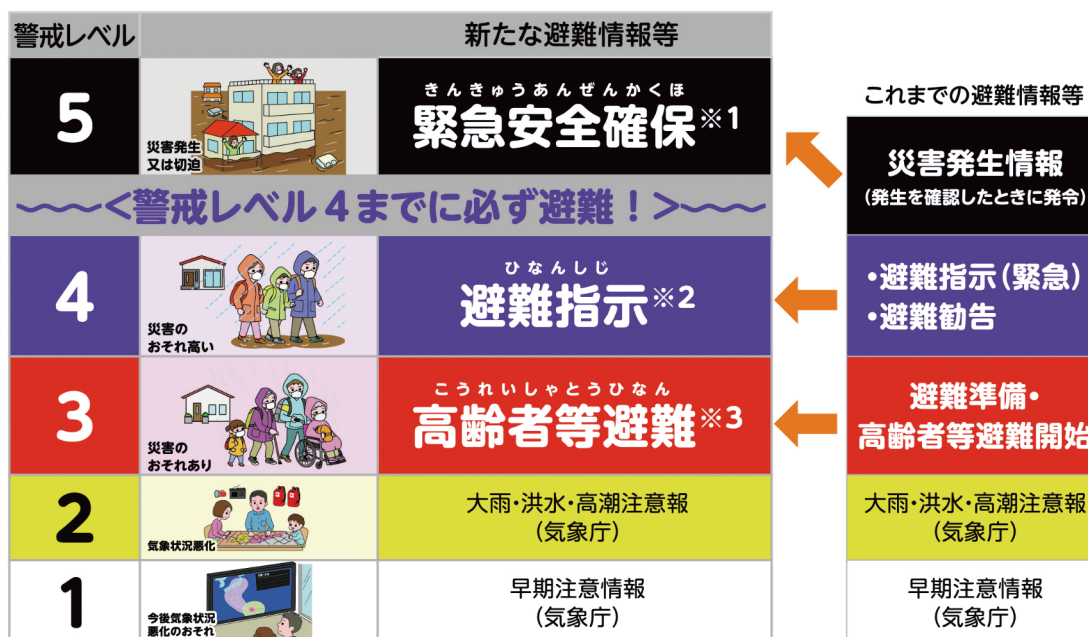 警戒レベル
新たな避難情報等
5
災害発生
又は切迫
きんきゅうあんぜんかくほ
緊急安全確保※1
〜〜〜<警戒レベル4までに必ず避難!>〜〜〜
4
災害の
おそれ高い
ひなんしじ
避難指示※2
3
災害の
おそれあり
こうれいしゃとうひなん
高齢者等避難※3
2
気象状況悪化
大雨・洪水・高潮注意報
(気象庁)
1
今後気象状況
悪化のおそれ
早期注意情報
(気象庁)
これまでの避難情報等
災害発生情報
(発生を確認したときに発令)
・避難指示(緊急)
・避難勧告
避難準備・
高齢者等避難開始
大雨・洪水・高潮注意報
(気象庁)
早期注意情報
(気象庁)